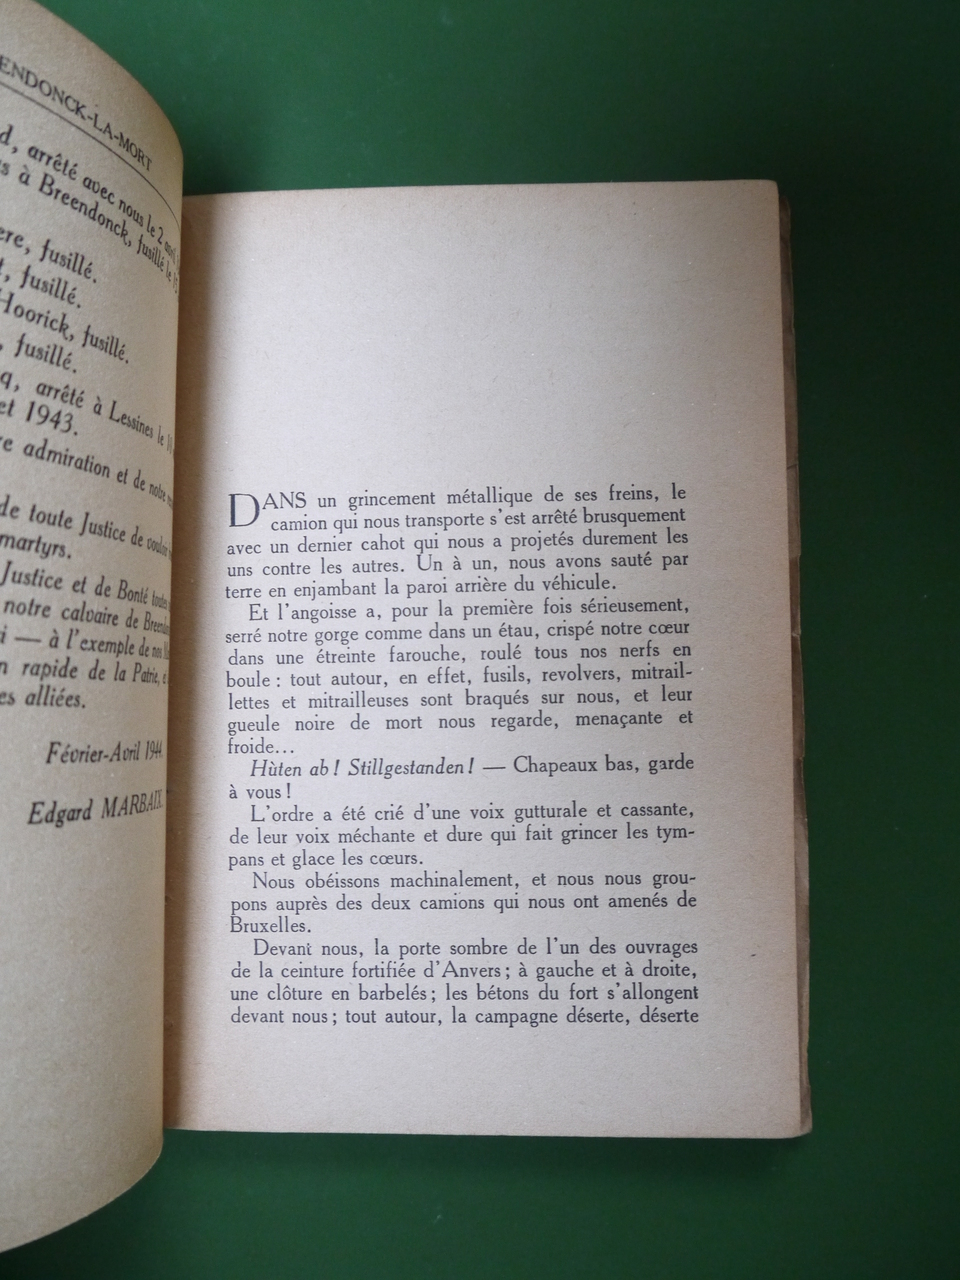 ENDONCK-LA-MORT
d, arrêté avec nous le 2 avril
s à Breendonck, fusillé le
ere, fusillé.
t, fusillé.
Hoorick, fusillé.
, fusillé.
q, arrêté à Lessines le
et 1943.
re admiration et de notre
de toute Justice de vouloir
martyrs.
Justice et de Bonté toutes
notre calvaire de
i — à l'exemple de nos
n rapide de la Patrie, e
es alliées.
Février-Avril 1944.
Edgard MARBAIX.
DANS un grincement métallique de ses freins, le
camion qui nous transporte s'est arrêté brusquement
avec un dernier cahot qui nous a projetés durement les
uns contre les autres. Un à un, nous avons sauté par
terre en enjambant la paroi arrière du véhicule.
Et l'angoisse a, pour la première fois sérieusement,
serré notre gorge comme dans un étau, crispé notre cœur
dans une étreinte farouche, roulé tous nos nerfs en
boule : tout autour, en effet, fusils, revolvers, mitrail-
lettes et mitrailleuses sont braqués sur nous, et leur
gueule noire de mort nous regarde, menaçante et
froide...
Hùten ab ! Stillgestanden ! — Chapeaux bas, garde
à vous !
L'ordre a été crié d'une voix gutturale et cassante,
de leur voix méchante et dure qui fait grincer les tym-
pans et glace les cœurs.
Nous obéissons machinalement, et nous nous grou-
pons auprès des deux camions qui nous ont amenés de
Bruxelles.
Devant nous, la porte sombre de l'un des ouvrages
de la ceinture fortifiée d'Anvers ; à gauche et à droite,
une clôture en barbelés ; les bétons du fort s'allongent
devant nous ; tout autour, la campagne déserte, déserte